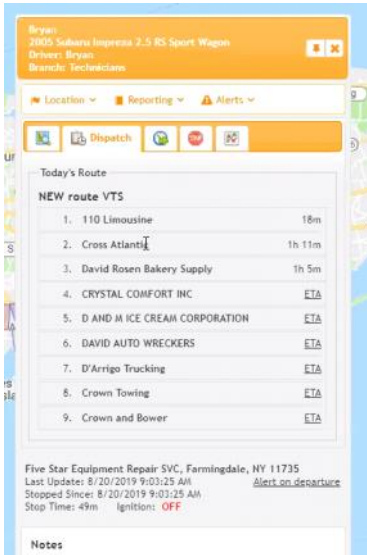 Bryan
2005 Subaru Impreza 2.5 RS Sport Wagon
Driver: Bryan
Branch: Technicians
Location Reporting Alerts
Dispatch
Today's Route
NEW route VTS
1. 110 Limousine 18m
2. Cross Atlantic 1h 11m
3. David Rosen Bakery Supply 1h 5m
4. CRYSTAL COMFORT INC ETA
5. D AND M ICE CREAM CORPORATION ETA
6. DAVID AUTO WRECKERS ETA
7. D'Arrigo Trucking ETA
8. Crown Towing ETA
9. Crown and Bower ETA
Five Star Equipment Repair SVC, Farmingdale, NY 11735
Last Update: 8/20/2019 9:03:25 AM Alert on departure
Stopped Since: 8/20/2019 9:03:25 AM
Stop Time: 49m Ignition: OFF
Notes